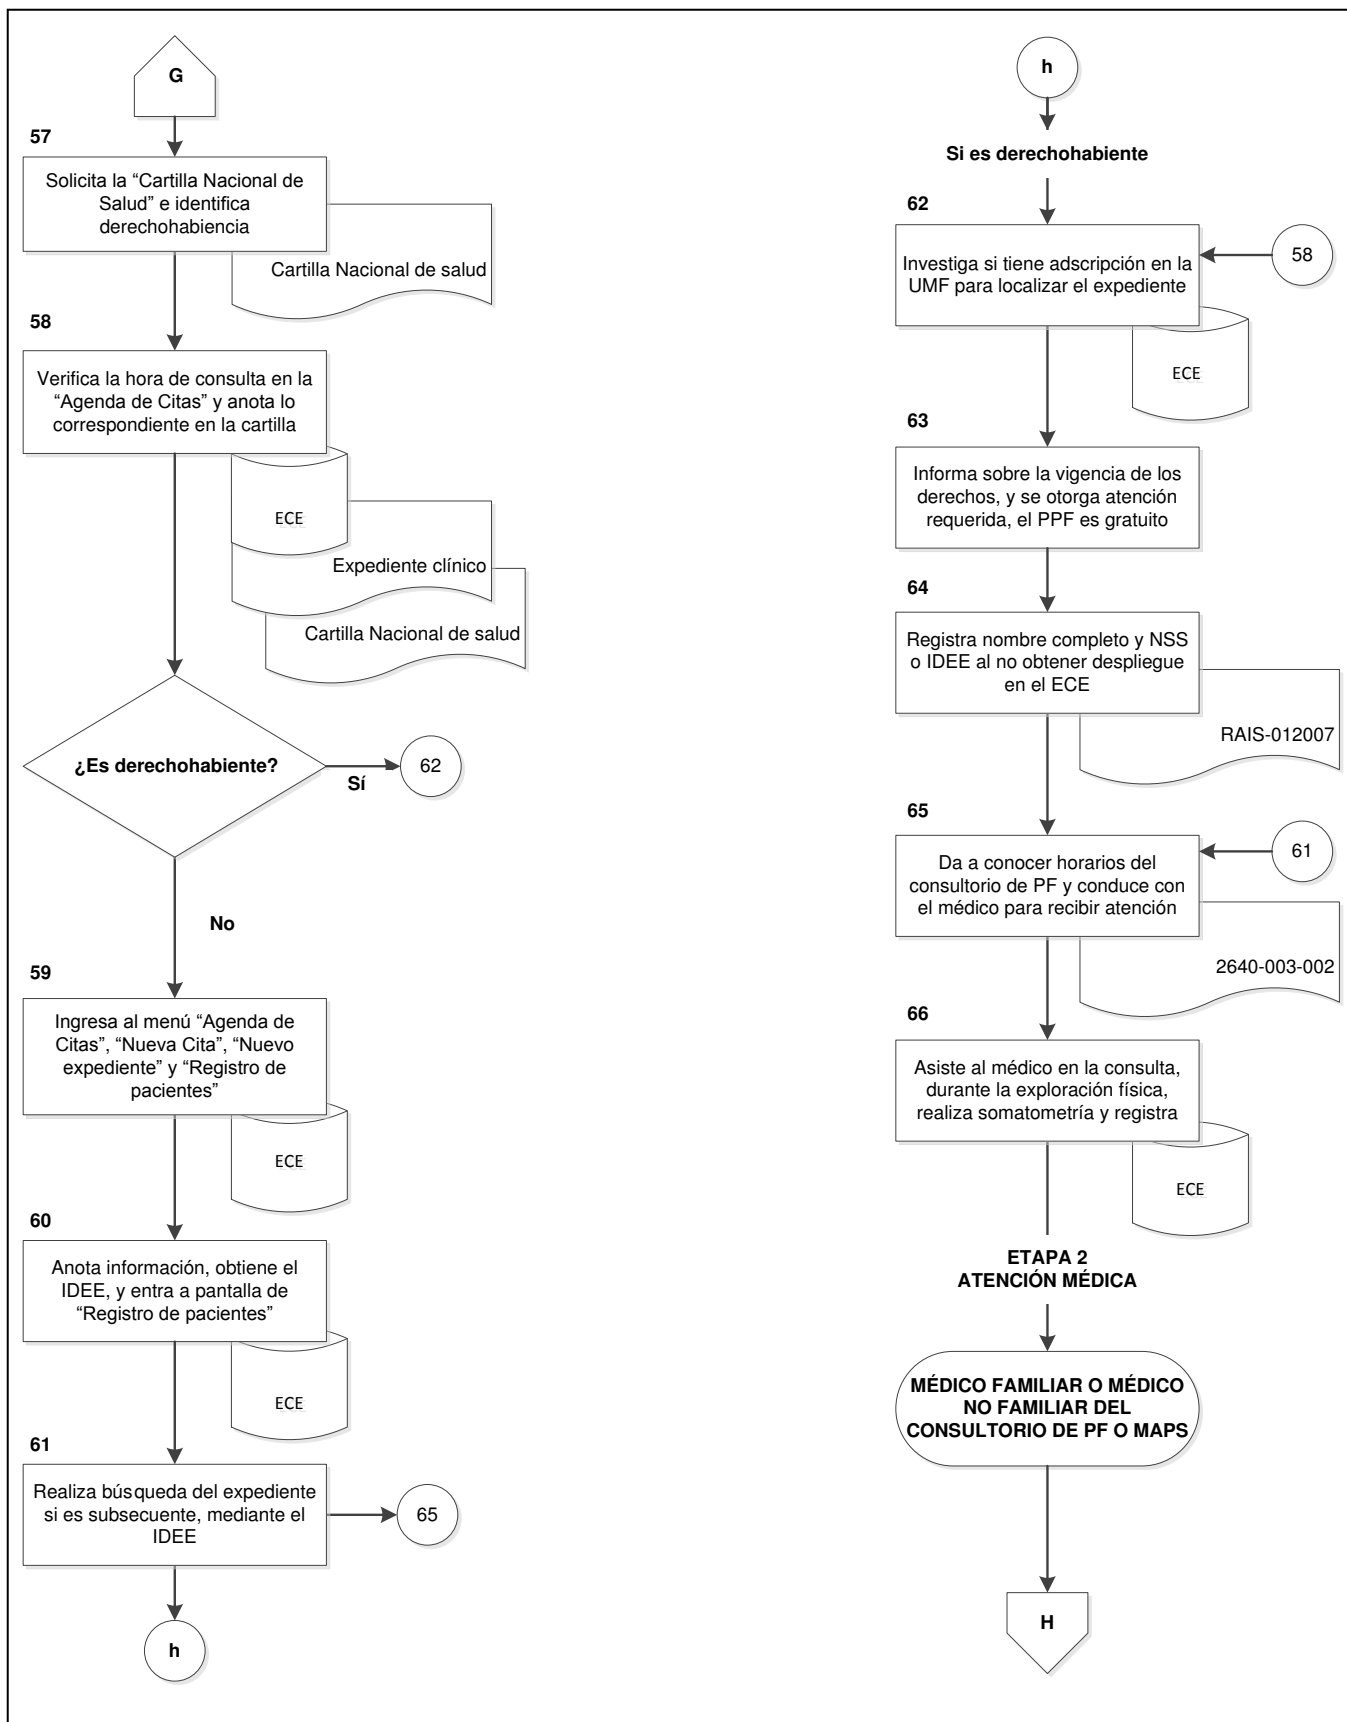 G
57
Solicita la “Cartilla Nacional de
Salud” e identifica
derechohabiencia
Cartilla Nacional de salud
58
Verifica la hora de consulta en la
“Agenda de Citas” y anota lo
correspondiente en la cartilla
ECE
Expediente clínico
Cartilla Nacional de salud
¿Es derechohabiente?
Sí
62
No
59
Ingresa al menú “Agenda de
Citas”, “Nueva Cita”, “Nuevo
expediente” y “Registro de
pacientes”
ECE
60
Anota información, obtiene el
IDEE, y entra a pantalla de
“Registro de pacientes”
ECE
61
Realiza búsqueda del expediente
si es subsecuente, mediante el
IDEE
65
h
h
Si es derechohabiente
62
Investiga si tiene adscripción en la
UMF para localizar el expediente
58
ECE
63
Informa sobre la vigencia de los
derechos, y se otorga atención
requerida, el PPF es gratuito
64
Registra nombre completo y NSS
o IDEE al no obtener despliegue
en el ECE
RAIS-012007
65
Da a conocer horarios del
consultorio de PF y conduce con
el médico para recibir atención
61
2640-003-002
66
Asiste al médico en la consulta,
durante la exploración física,
realiza somatometría y registra
ECE
ETAPA 2
ATENCIÓN MÉDICA
MÉDICO FAMILIAR O MÉDICO
NO FAMILIAR DEL
CONSULTORIO DE PF O MAPS
H